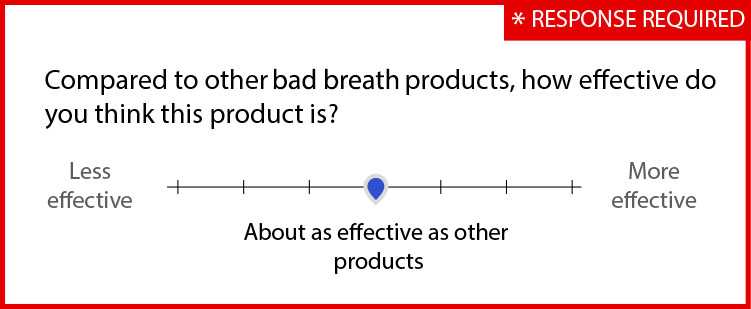 * RESPONSE REQUIRED
Compared to other bad breath products, how effective do
you think this product is?
Less
effective
More
effective
About as effective as other
products